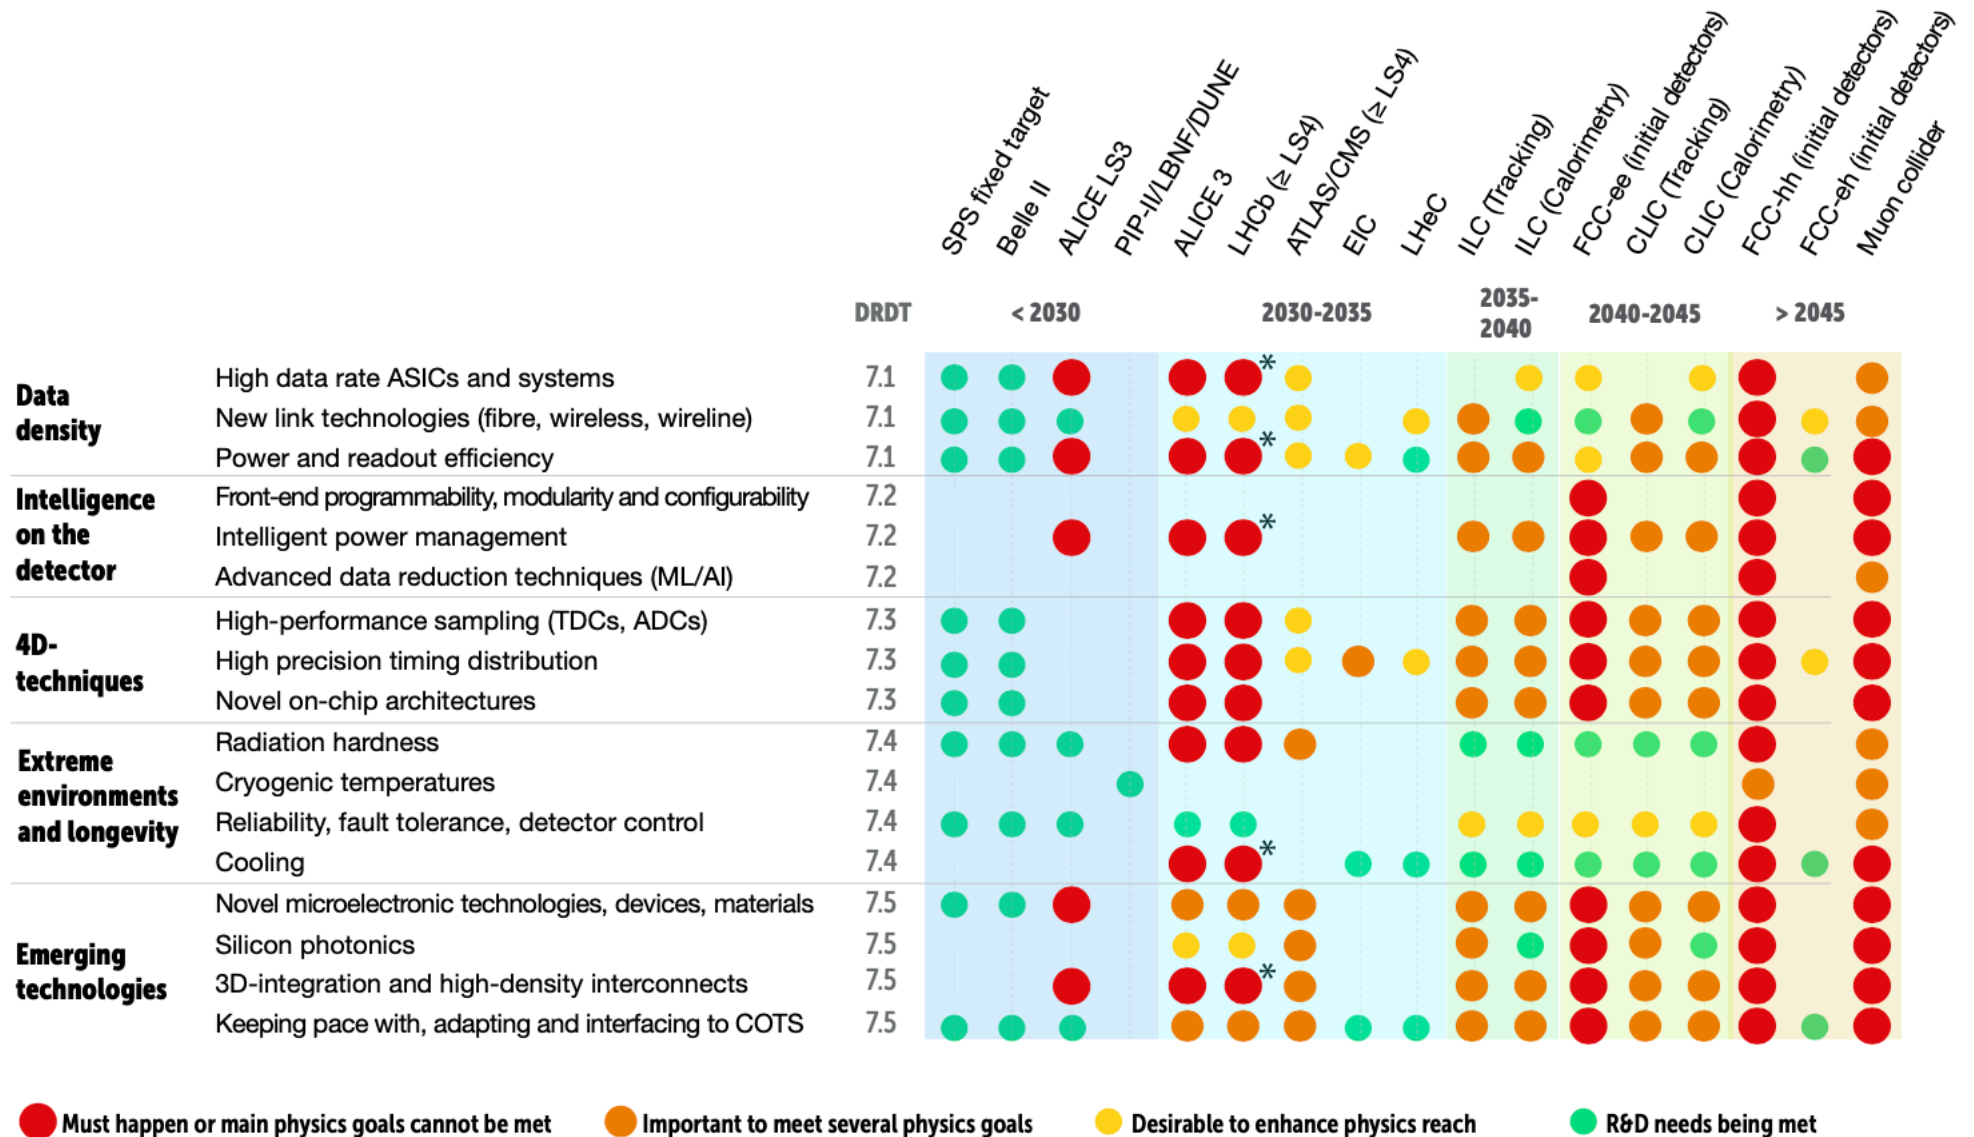 SPS fixed target
Belle II
ALICE LS3
PIP-II/LBNF/DUNE
ALICE 3
LHCb (≥ LS4)
ATLAS/CMS (≥ LS4)
EIC
LHeC
ILC (Tracking)
ILC (Calorimetry)
FCC-ee (initial detectors)
CLIC (Tracking)
CLIC (Calorimetry)
FCC-hh (initial detectors)
FCC-eh (initial detectors)
Muon collider
DRDT
< 2030
2030-2035
2035-
2040
2040-2045
> 2045
Data
density
High data rate ASICs and systems 7.1 *
New link technologies (fibre, wireless, wireline) 7.1
Power and readout efficiency 7.1 *
Intelligence
on the
detector
Front-end programmability, modularity and configurability 7.2
Intelligent power management 7.2 *
Advanced data reduction techniques (ML/AI) 7.2
4D-
techniques
High-performance sampling (TDCs, ADCs) 7.3
High precision timing distribution 7.3
Novel on-chip architectures 7.3
Extreme
environments
and longevity
Radiation hardness 7.4
Cryogenic temperatures 7.4
Reliability, fault tolerance, detector control 7.4
Cooling 7.4 *
Emerging
technologies
Novel microelectronic technologies, devices, materials 7.5
Silicon photonics 7.5
3D-integration and high-density interconnects 7.5 *
Keeping pace with, adapting and interfacing to COTS 7.5
Must happen or main physics goals cannot be met
Important to meet several physics goals
Desirable to enhance physics reach
R&D needs being met